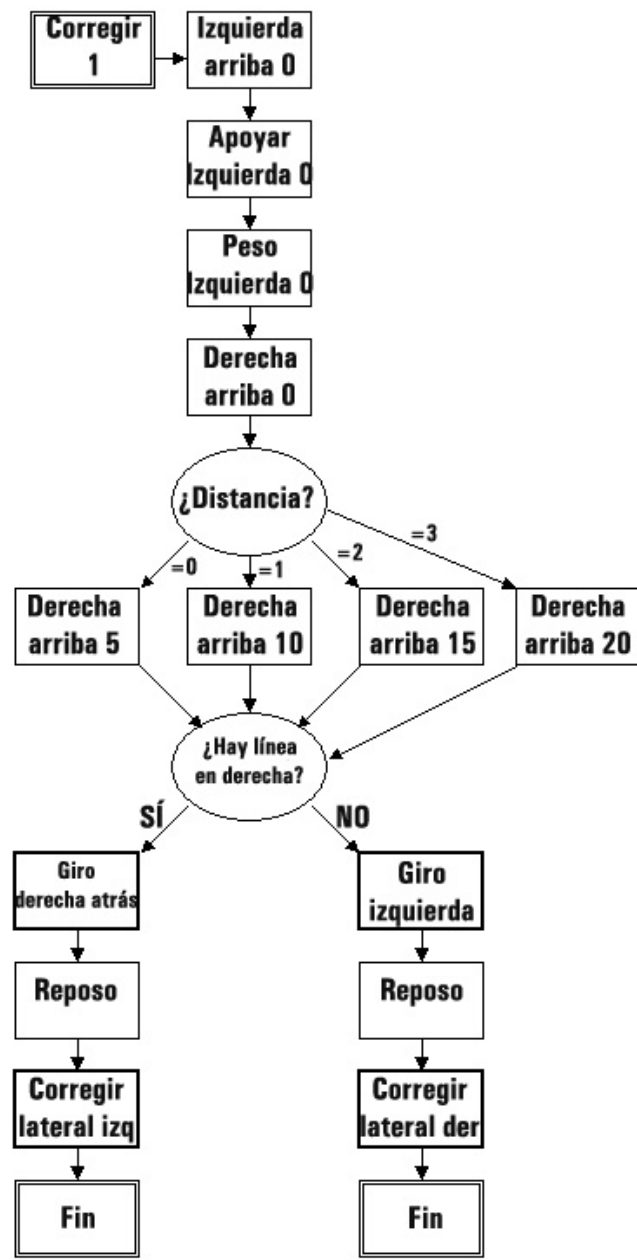 Corregir
1
Izquierda
arriba 0
Apoyar
Izquierda 0
Peso
Izquierda 0
Derecha
arriba 0
¿Distancia?
=0
=1
=2
=3
Derecha
arriba 5
Derecha
arriba 10
Derecha
arriba 15
Derecha
arriba 20
¿Hay línea
en derecha?
SÍ
NO
Giro
derecha atrás
Giro
izquierda
Reposo
Reposo
Corregir
lateral izq
Corregir
lateral der
Fin
Fin